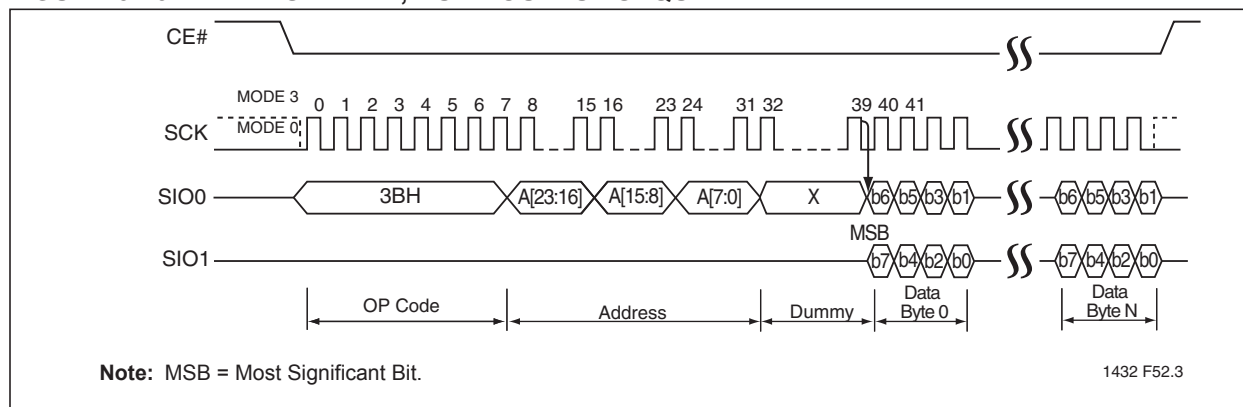 CE#
MODE 3
0 1 2 3 4 5 6 7 8 15 16 23 24 31 32 39 40 41
SCK MODE 0
SIO0 3BH A[23:16] A[15:8] A[7:0] X b6 b5 b3 b1 b6 b5 b3 b1
MSB
SIO1 b7 b4 b2 b0 b7 b4 b2 b0
OP Code Address Dummy Data Byte 0 Data Byte N
Note: MSB = Most Significant Bit.
1432 F52.3